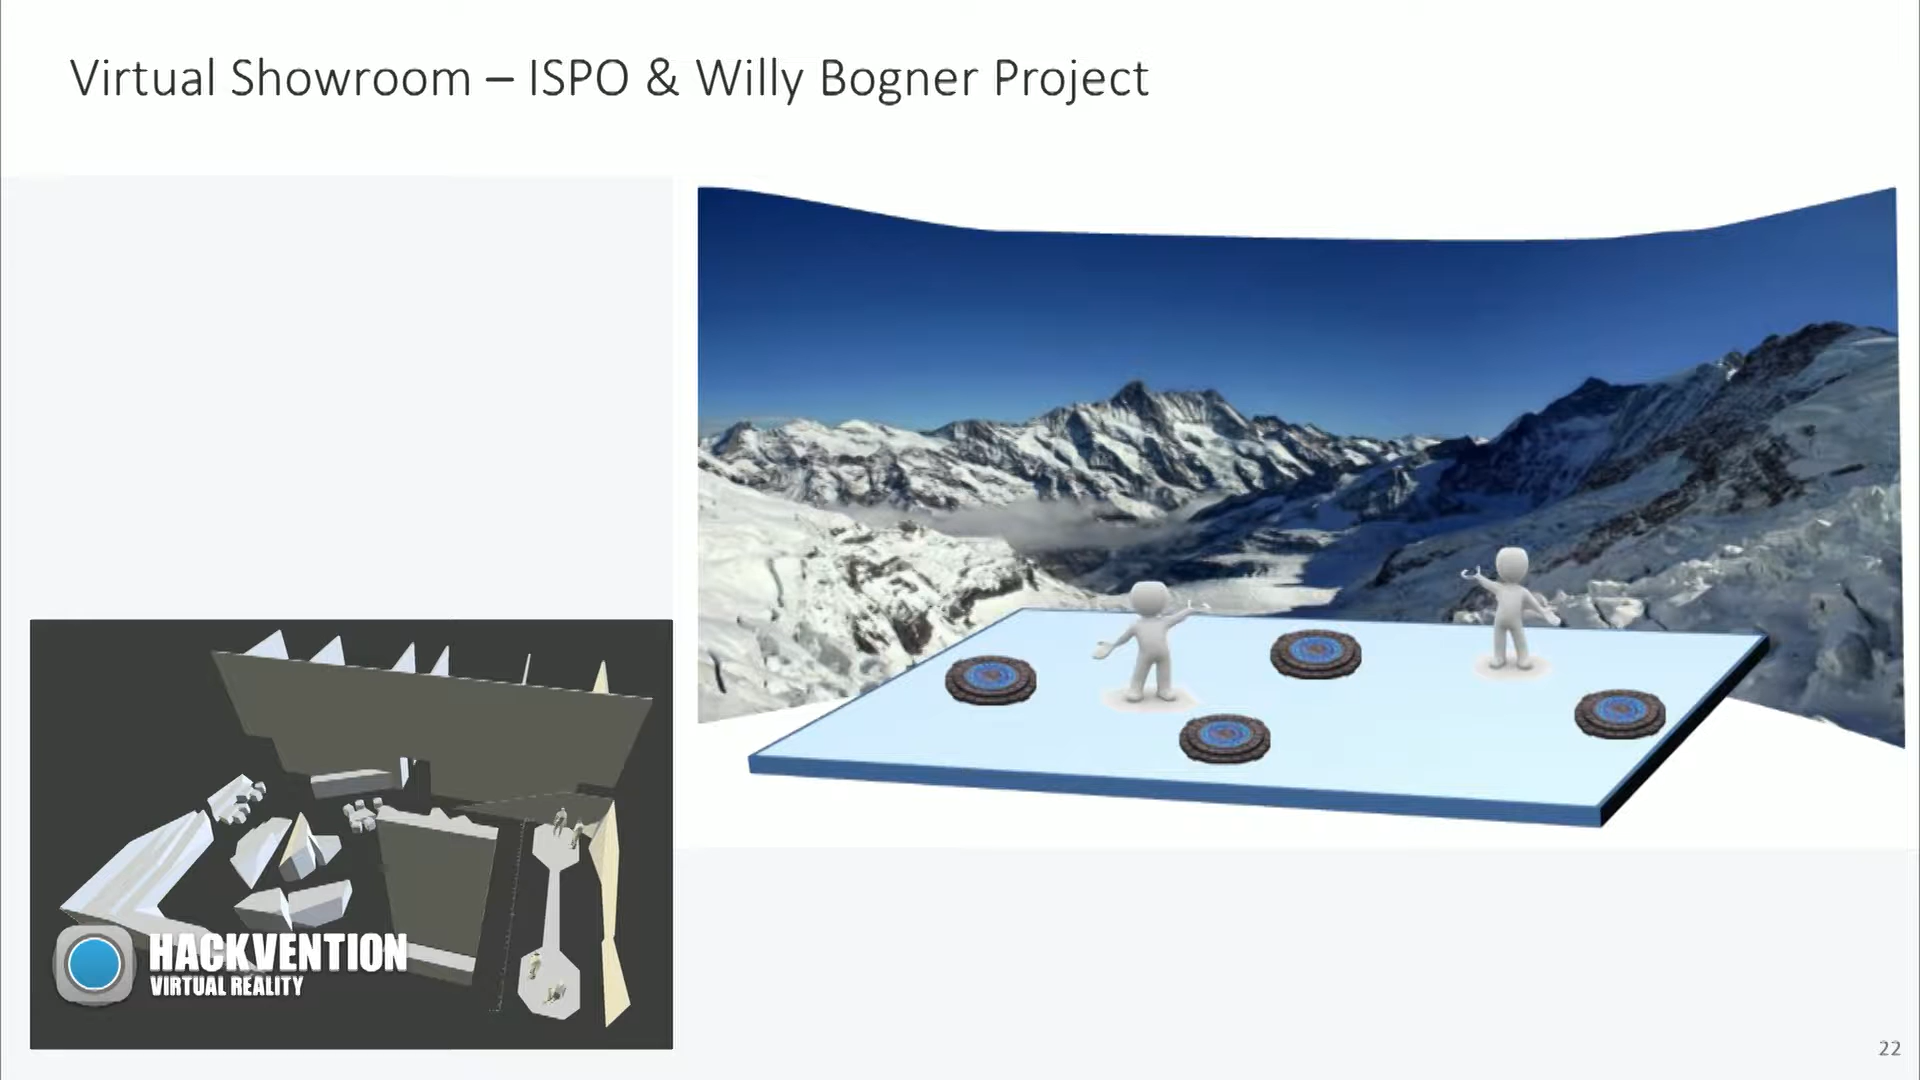 Virtual Showroom – ISPO & Willy Bogner Project
HACKVENTION
VIRTUAL REALITY
22